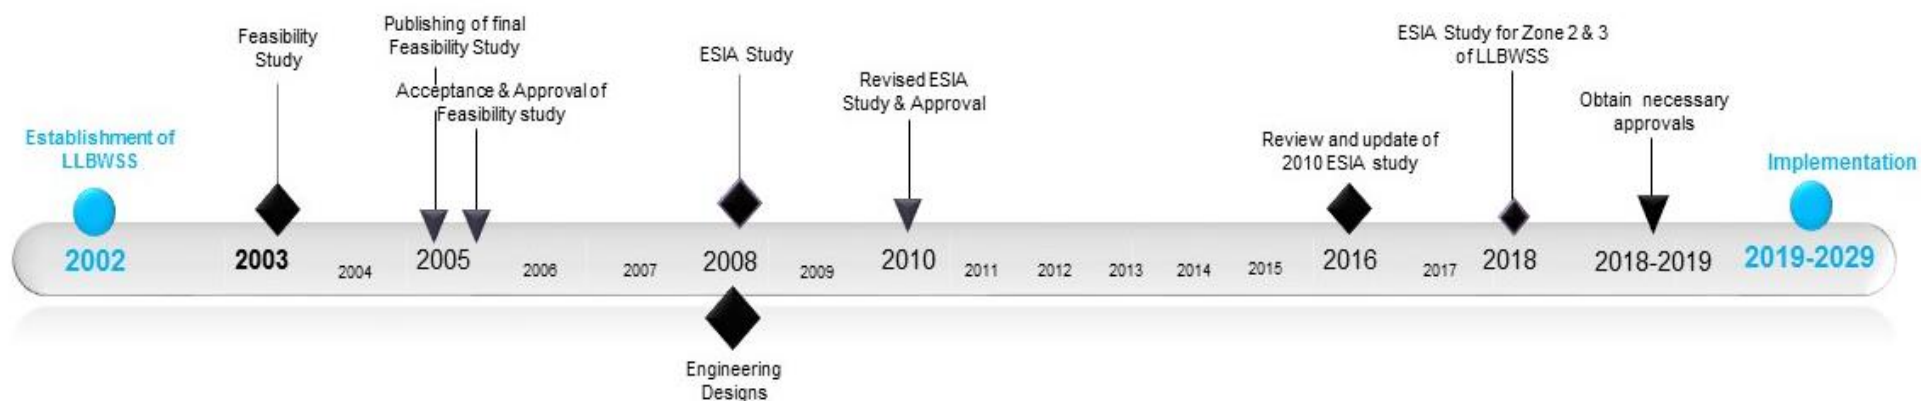 Feasibility
Study
Publishing of final
Feasibility Study
Acceptance & Approval of
Feasibility study
ESIA Study
Revised ESIA
Study & Approval
ESIA Study for Zone 2 & 3
of LLBWSS
Obtain necessary
approvals
Review and update of
2010 ESIA study
Establishment of
LLBWSS
Implementation
2002
2003
2004
2005
2006
2007
2008
2009
2010
2011
2012
2013
2014
2015
2016
2017
2018
2018-2019
2019-2029
Engineering
Designs